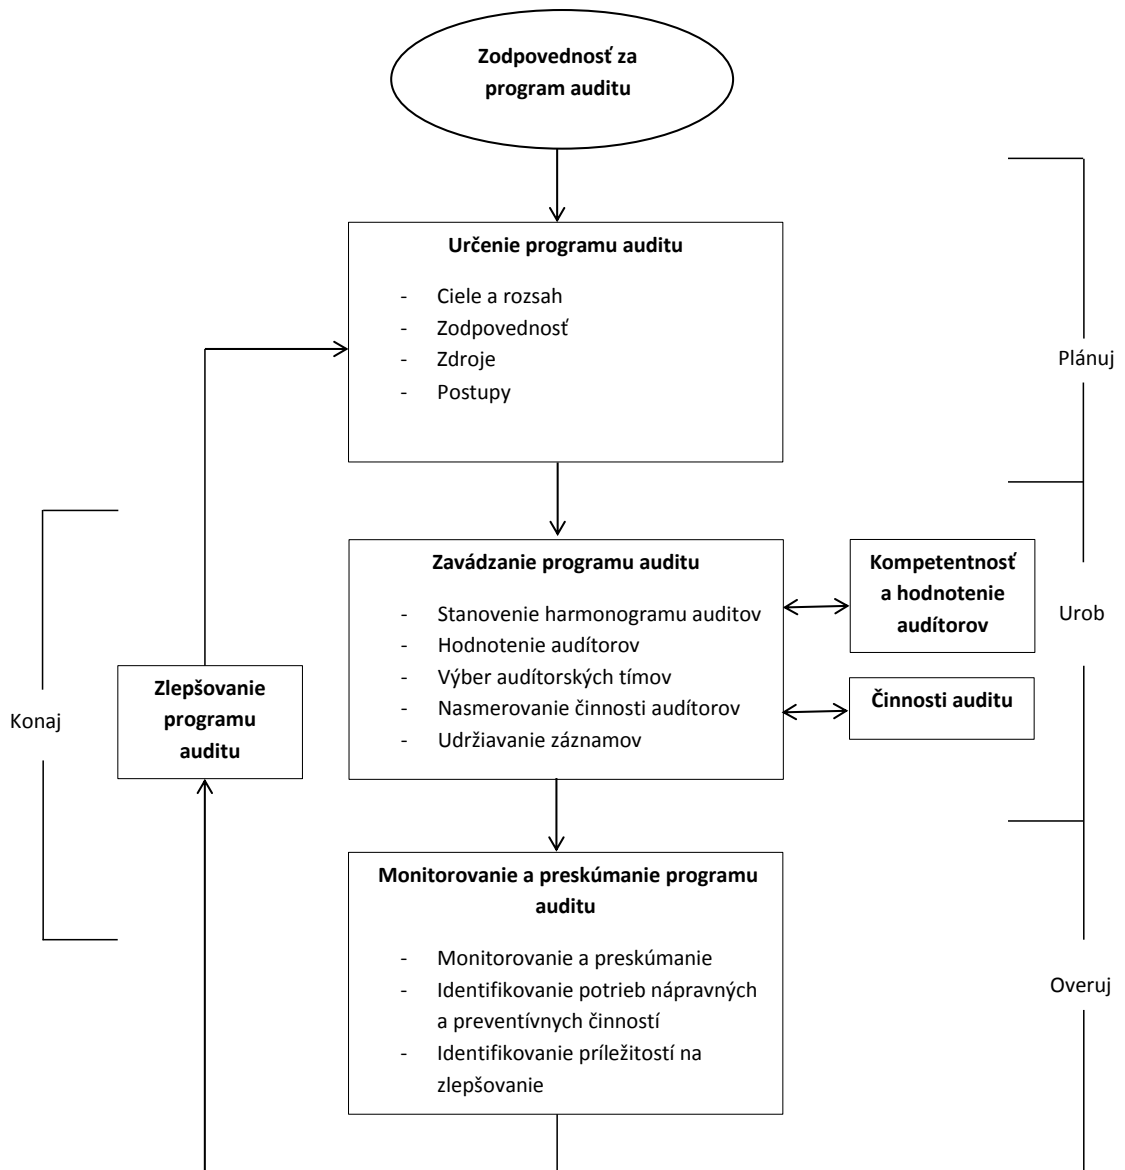 Zodpovednosť za
program auditu
Určenie programu auditu
- Ciele a rozsah
- Zodpovednosť
- Zdroje
- Postupy
Plánuj
Zavádzanie programu auditu
- Stanovenie harmonogramu auditov
- Hodnotenie audítorov
- Výber audítorských tímov
- Nasmerovanie činnosti audítorov
- Udržiavanie záznamov
Kompetentnosť
a hodnotenie
audítorov
Činnosti auditu
Urob
Zlepšovanie
programu
auditu
Konaj
Monitorovanie a preskúmanie programu
auditu
- Monitorovanie a preskúmanie
- Identifikovanie potrieb nápravných
a preventívnych činností
- Identifikovanie príležitostí na
zlepšovanie
Overuj